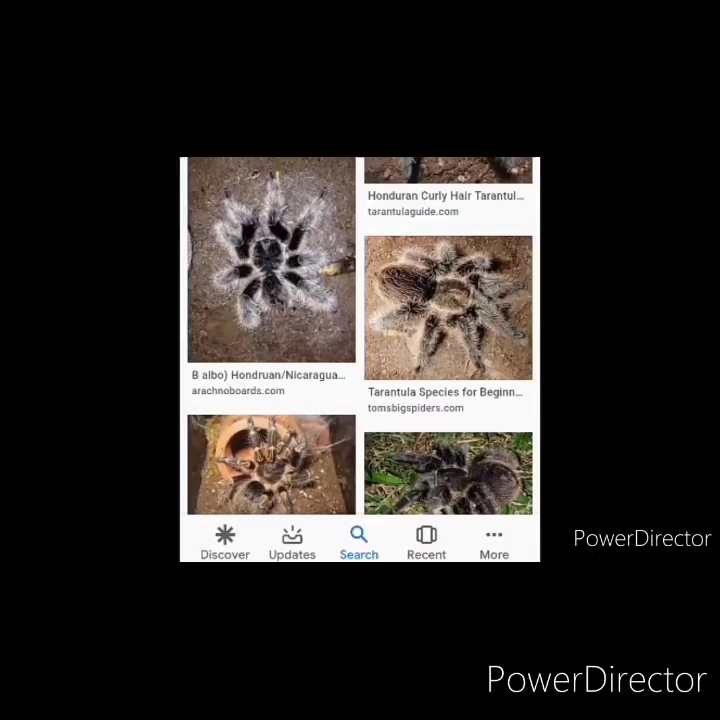 Honduran Curly Hair Tarantul...
tarantulaguide.com
B albo) Hondruan/Nicaragua...
arachnoboards.com
Tarantula Species for Beginn...
tomsbigspiders.com
Discover
Updates
Search
Recent
More
PowerDirector
PowerDirector